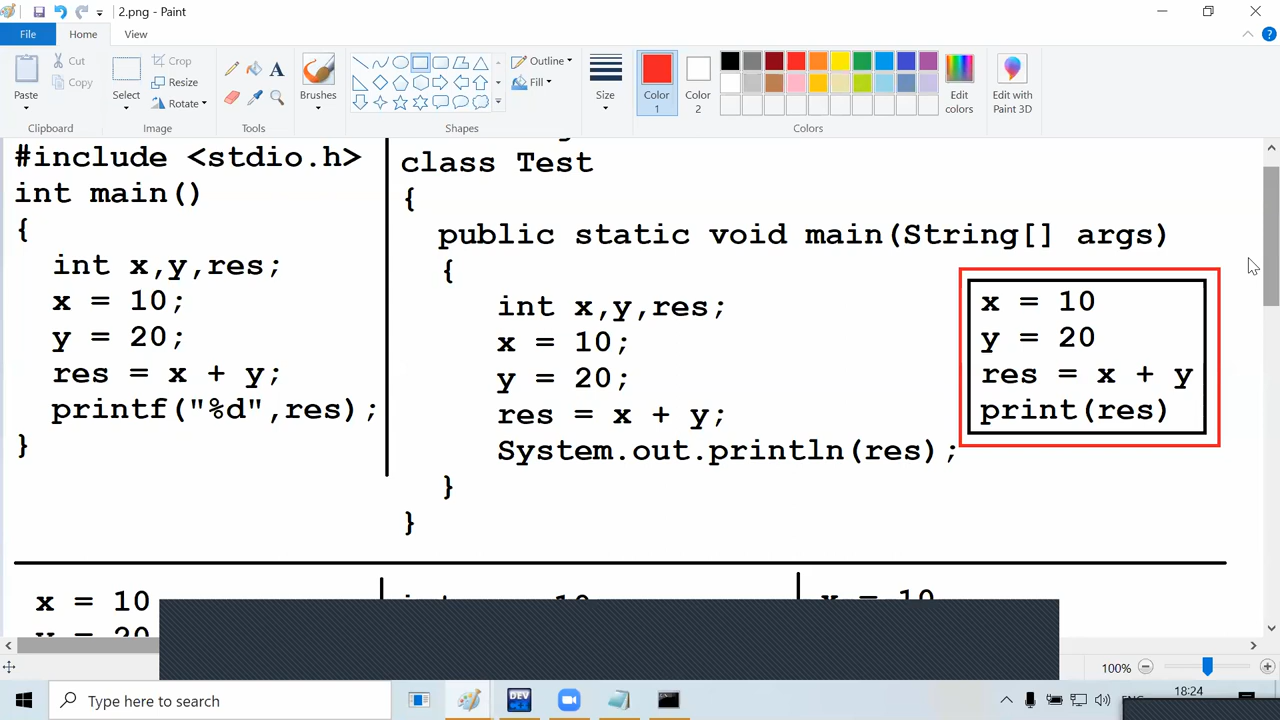 2.png - Paint
File
Home
View
Paste
Cut
Copy
Clipboard
Select
Crop
Resize
Rotate
Image
Tools
Brushes
Outline
Fill
Shapes
Size
Color 1
Color 2
Edit colors
Edit with Paint 3D
Colors
#include <stdio.h>
int main()
{
int x,y,res;
x = 10;
y = 20;
res = x + y;
printf("%d",res);
}
class Test
{
public static void main(String[] args)
{
int x,y,res;
x = 10;
y = 20;
res = x + y;
System.out.println(res);
}
}
x = 10
y = 20
res = x + y
print(res)
x = 10
y = 20
x = 10
100%
Type here to search
18:24